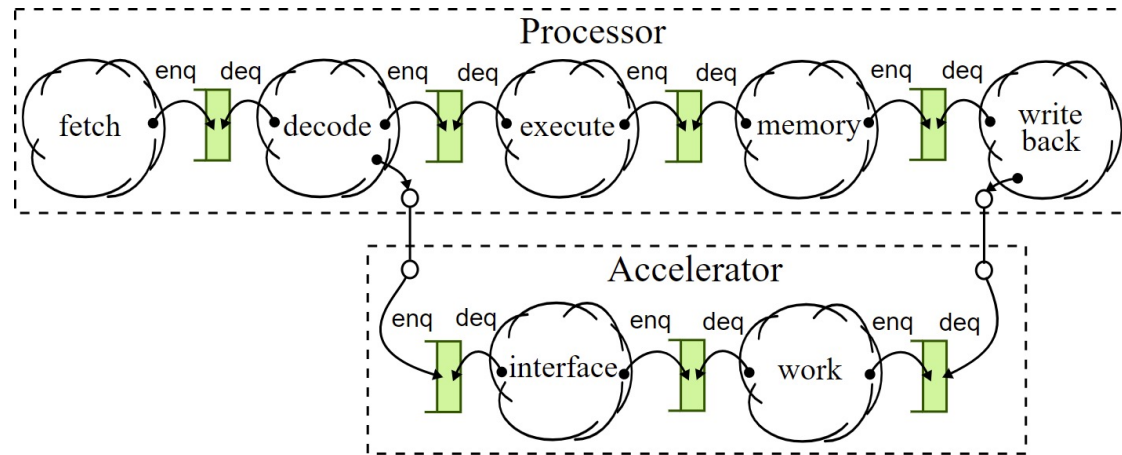 Processor
enq deq enq deq enq deq enq deq
fetch decode execute memory write
back
Accelerator
enq deq enq deq enq deq
interface work